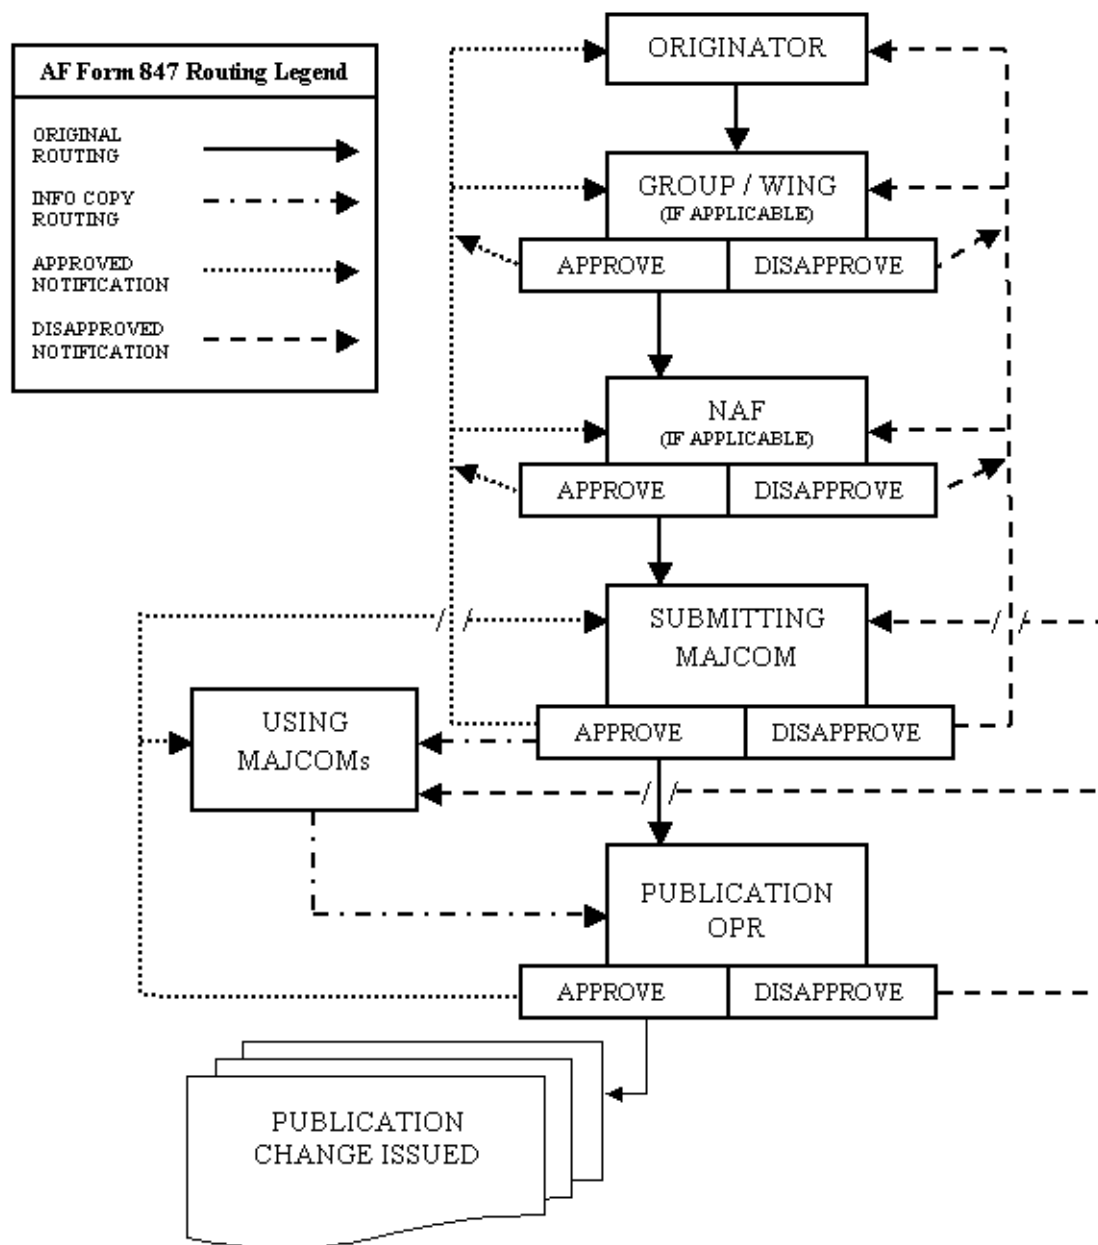 AF Form 847 Routing Legend
ORIGINAL
ROUTING
INFO COPY
ROUTING
APPROVED
NOTIFICATION
DISAPPROVED
NOTIFICATION
ORIGINATOR
GROUP / WING
(IF APPLICABLE)
APPROVE
DISAPPROVE
NAF
(IF APPLICABLE)
APPROVE
DISAPPROVE
SUBMITTING
MAJCOM
APPROVE
DISAPPROVE
USING
MAJCOMs
PUBLICATION
OPR
APPROVE
DISAPPROVE
PUBLICATION
CHANGE ISSUED